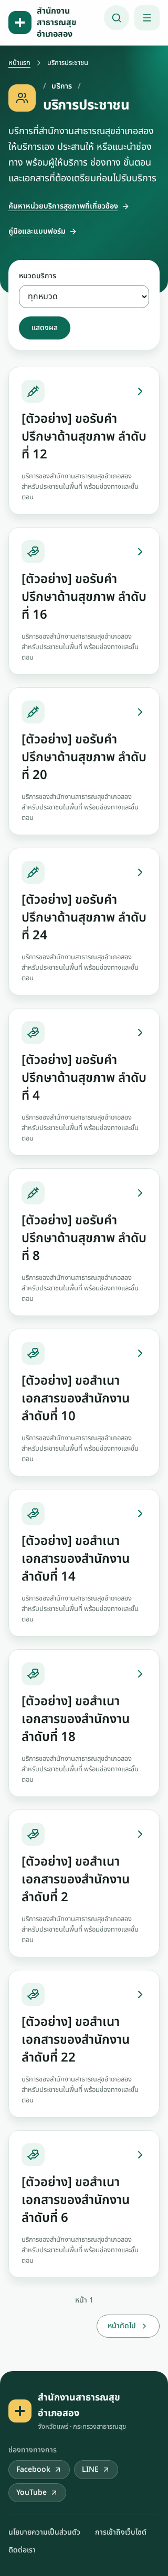 สำนักงาน
สาธารณสุข
อำเภอสอง
หน้าแรก > บริการประชาชน
/ บริการ /
บริการประชาชน
บริการที่สำนักงานสาธารณสุขอำเภอสอง
ให้บริการเอง ประสานให้ หรือแนะนำช่อง
ทาง พร้อมผู้ให้บริการ ช่องทาง ขั้นตอน
และเอกสารที่ต้องเตรียมก่อนไปรับบริการ
ค้นหาหน่วยบริการสุขภาพที่เกี่ยวข้อง →
คู่มือและแบบฟอร์ม →
หมวดบริการ
ทุกหมวด
แสดงผล
[ตัวอย่าง] ขอรับคำ
ปรึกษาด้านสุขภาพ ลำดับ
ที่ 12
บริการของสำนักงานสาธารณสุขอำเภอสอง
สำหรับประชาชนในพื้นที่ พร้อมช่องทางและขั้น
ตอน
[ตัวอย่าง] ขอรับคำ
ปรึกษาด้านสุขภาพ ลำดับ
ที่ 16
บริการของสำนักงานสาธารณสุขอำเภอสอง
สำหรับประชาชนในพื้นที่ พร้อมช่องทางและขั้น
ตอน
[ตัวอย่าง] ขอรับคำ
ปรึกษาด้านสุขภาพ ลำดับ
ที่ 20
บริการของสำนักงานสาธารณสุขอำเภอสอง
สำหรับประชาชนในพื้นที่ พร้อมช่องทางและขั้น
ตอน
[ตัวอย่าง] ขอรับคำ
ปรึกษาด้านสุขภาพ ลำดับ
ที่ 24
บริการของสำนักงานสาธารณสุขอำเภอสอง
สำหรับประชาชนในพื้นที่ พร้อมช่องทางและขั้น
ตอน
[ตัวอย่าง] ขอรับคำ
ปรึกษาด้านสุขภาพ ลำดับ
ที่ 4
บริการของสำนักงานสาธารณสุขอำเภอสอง
สำหรับประชาชนในพื้นที่ พร้อมช่องทางและขั้น
ตอน
[ตัวอย่าง] ขอรับคำ
ปรึกษาด้านสุขภาพ ลำดับ
ที่ 8
บริการของสำนักงานสาธารณสุขอำเภอสอง
สำหรับประชาชนในพื้นที่ พร้อมช่องทางและขั้น
ตอน
[ตัวอย่าง] ขอสำเนา
เอกสารของสำนักงาน
ลำดับที่ 10
บริการของสำนักงานสาธารณสุขอำเภอสอง
สำหรับประชาชนในพื้นที่ พร้อมช่องทางและขั้น
ตอน
[ตัวอย่าง] ขอสำเนา
เอกสารของสำนักงาน
ลำดับที่ 14
บริการของสำนักงานสาธารณสุขอำเภอสอง
สำหรับประชาชนในพื้นที่ พร้อมช่องทางและขั้น
ตอน
[ตัวอย่าง] ขอสำเนา
เอกสารของสำนักงาน
ลำดับที่ 18
บริการของสำนักงานสาธารณสุขอำเภอสอง
สำหรับประชาชนในพื้นที่ พร้อมช่องทางและขั้น
ตอน
[ตัวอย่าง] ขอสำเนา
เอกสารของสำนักงาน
ลำดับที่ 2
บริการของสำนักงานสาธารณสุขอำเภอสอง
สำหรับประชาชนในพื้นที่ พร้อมช่องทางและขั้น
ตอน
[ตัวอย่าง] ขอสำเนา
เอกสารของสำนักงาน
ลำดับที่ 22
บริการของสำนักงานสาธารณสุขอำเภอสอง
สำหรับประชาชนในพื้นที่ พร้อมช่องทางและขั้น
ตอน
[ตัวอย่าง] ขอสำเนา
เอกสารของสำนักงาน
ลำดับที่ 6
บริการของสำนักงานสาธารณสุขอำเภอสอง
สำหรับประชาชนในพื้นที่ พร้อมช่องทางและขั้น
ตอน
หน้า 1
หน้าถัดไป >
สำนักงานสาธารณสุข
อำเภอสอง
จังหวัดแพร่ · กระทรวงสาธารณสุข
ช่องทางทางการ
Facebook ↗ LINE ↗
YouTube ↗
นโยบายความเป็นส่วนตัว การเข้าถึงเว็บไซต์
ติดต่อเรา